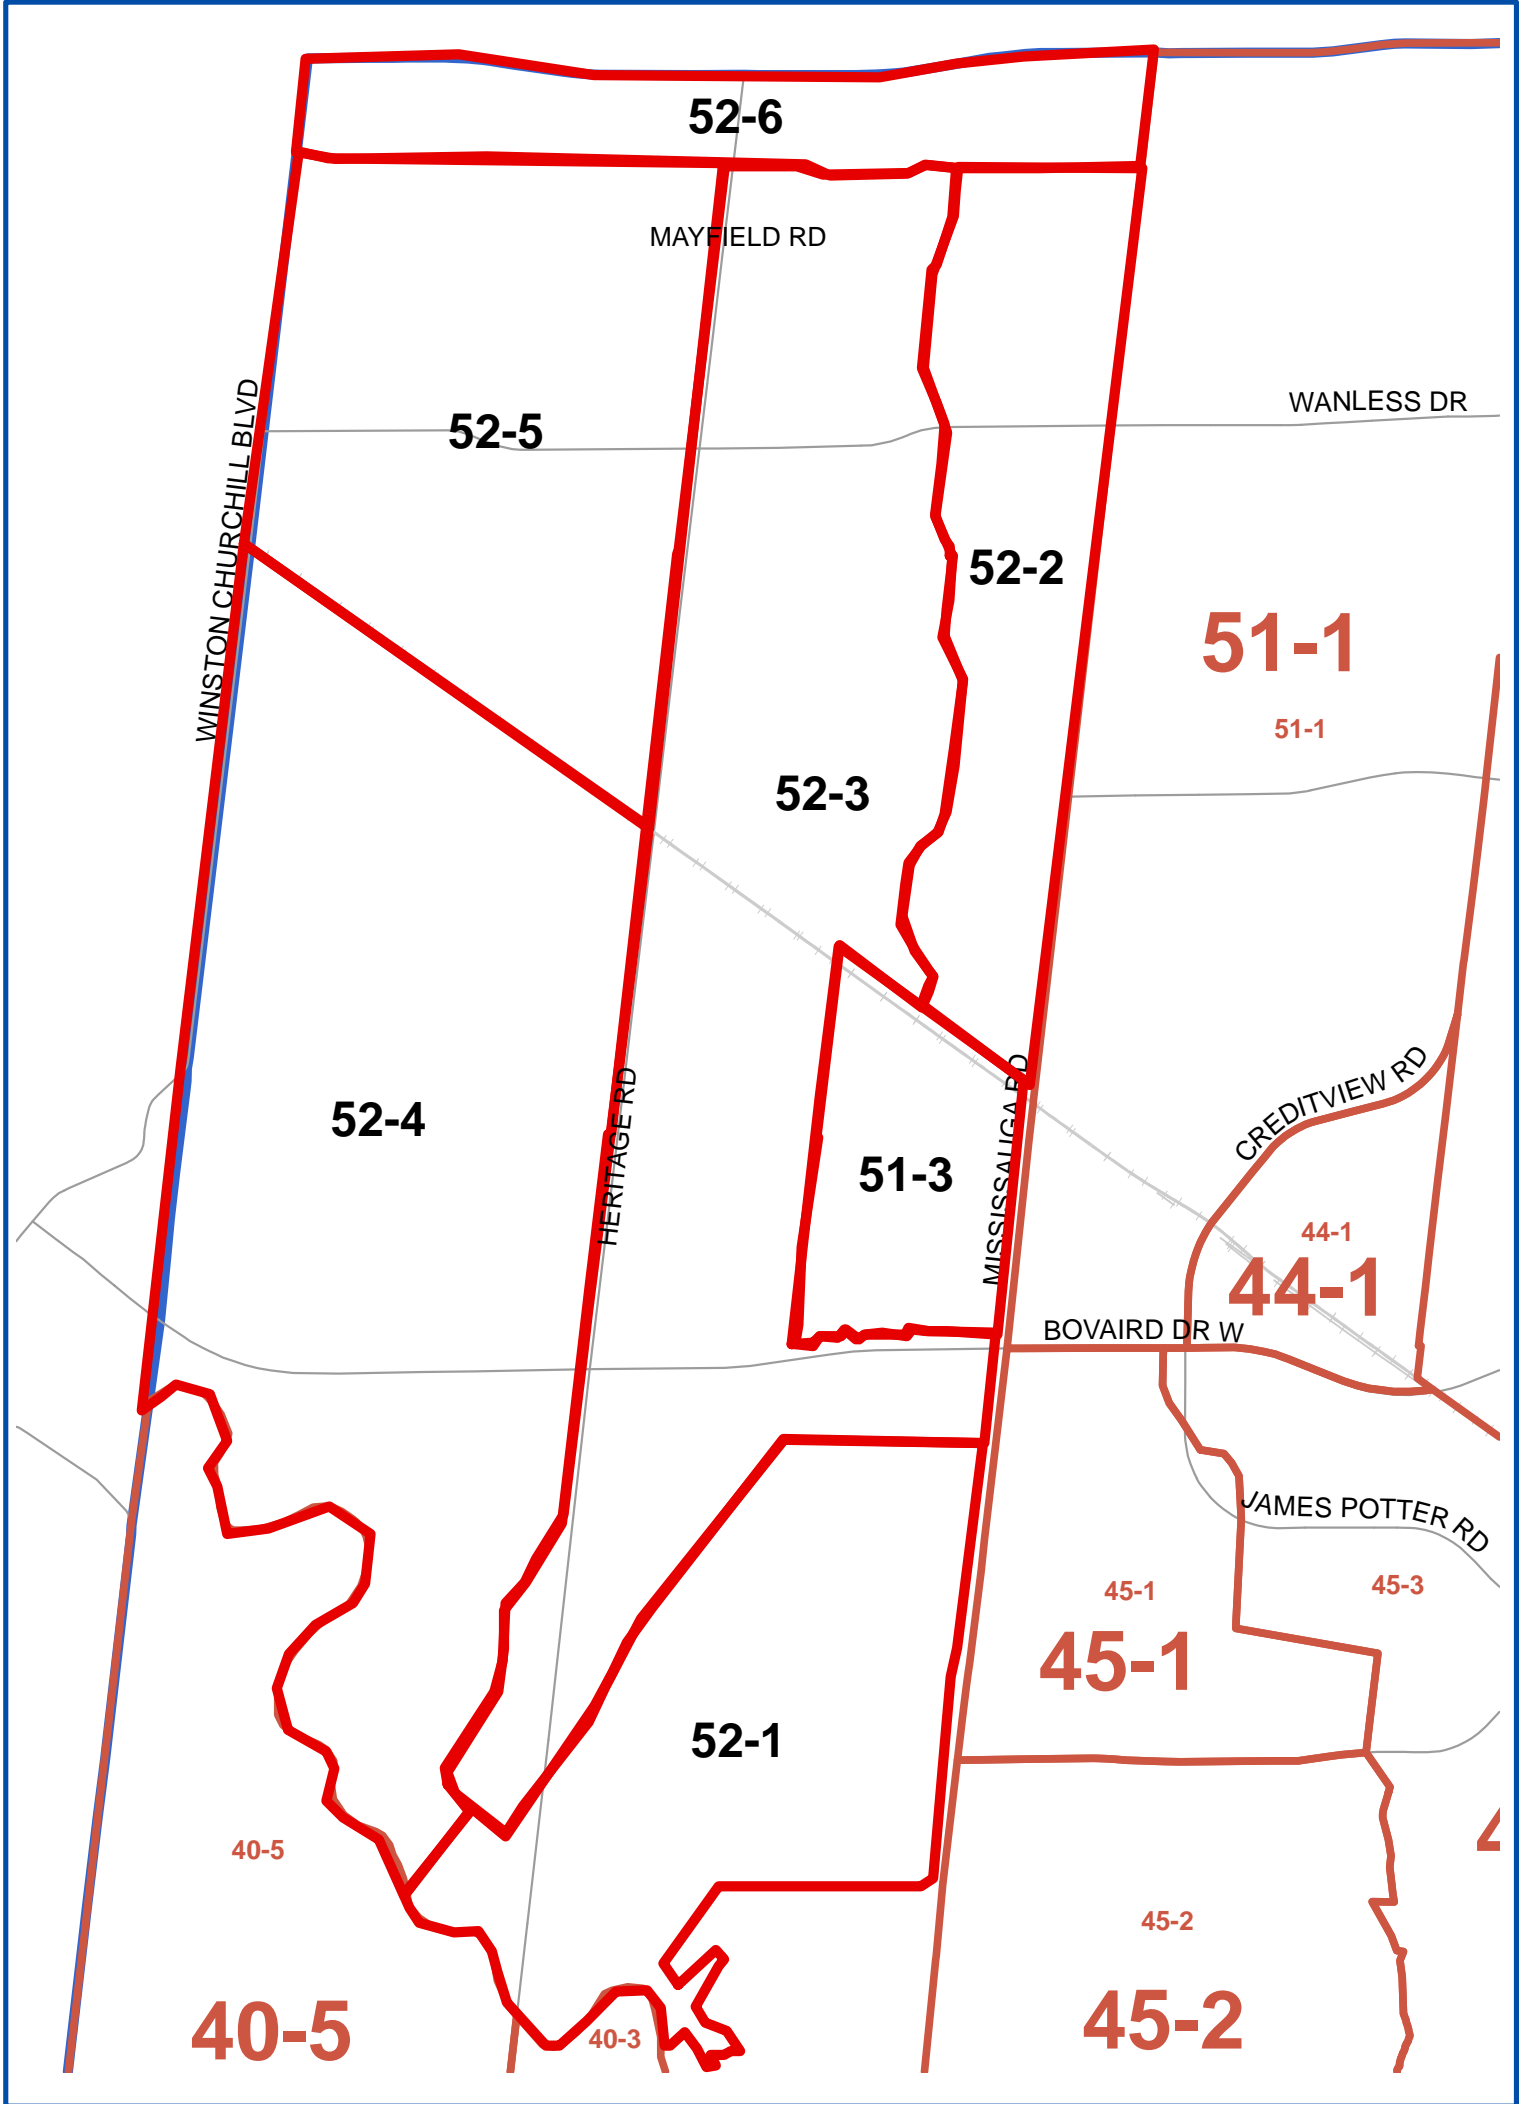 52-6
MAYFIELD RD
WANLESS DR
52-5
WINSTON CHURCHILL BLVD
52-2
51-1
51-1
52-3
52-4
HERITAGE RD
51-3
MISSISSAUGA RD
CREDITVIEW RD
44-1
44-1
BOVAIRD DR W
JAMES POTTER RD
45-1
45-3
45-1
52-1
40-5
45-2
40-5
40-3
45-2